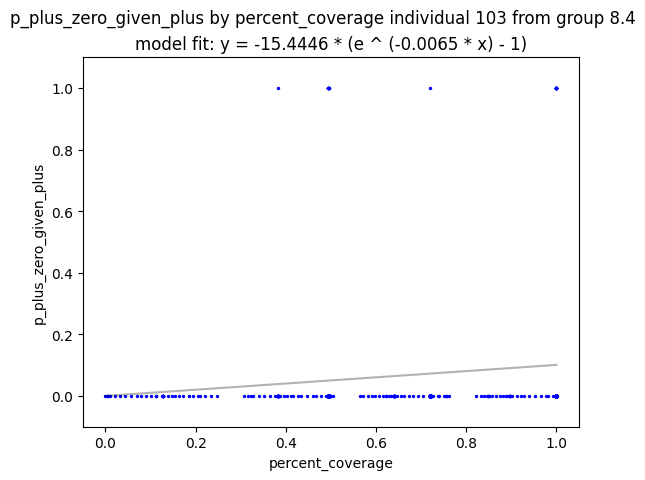 p_plus_zero_given_plus by percent_coverage individual 103 from group 8.4
model fit: y = -15.4446 * (e ^ (-0.0065 * x) - 1)
1.0
0.8
0.6
0.4
0.2
0.0
p_plus_zero_given_plus
0.0 0.2 0.4 0.6 0.8 1.0
percent_coverage